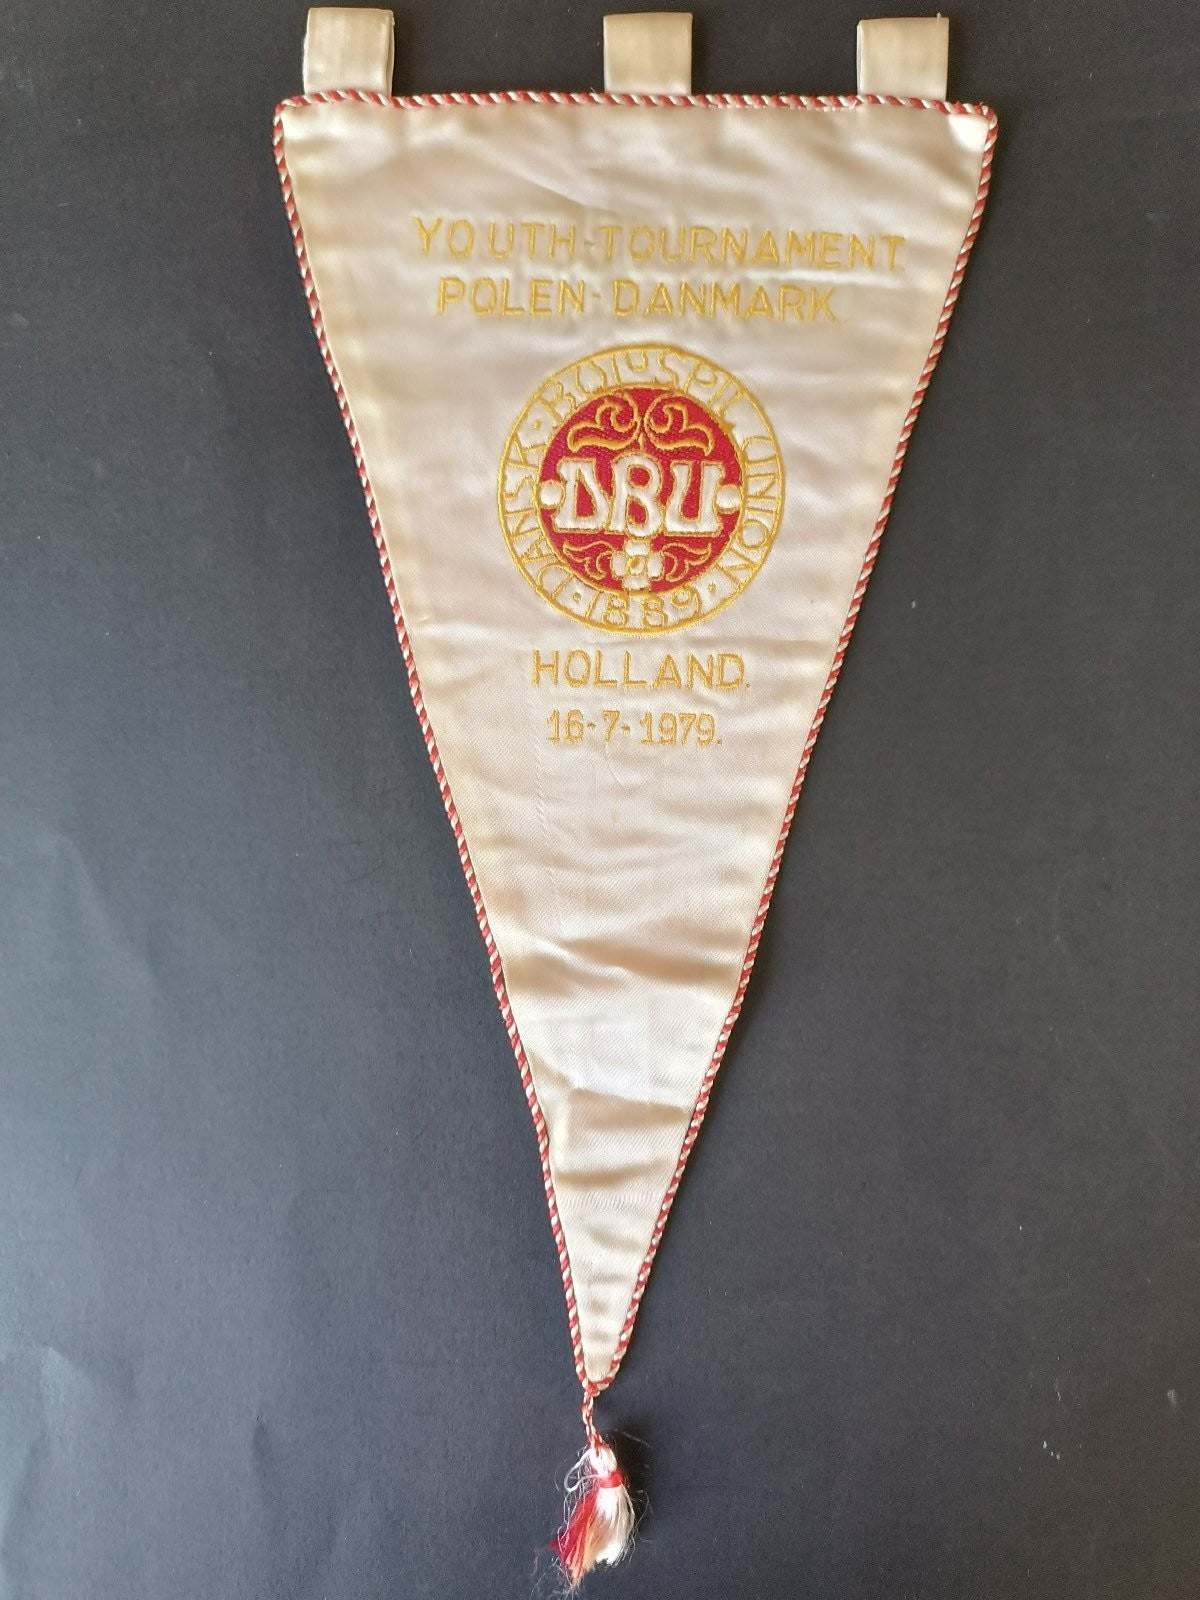 YOUTH-TOURNAMENT
POLEN-DANMARK.
DANSK · BOLDSPIL UNION · 1889 ·
·DBU·
HOLLAND.
16-7-1979.